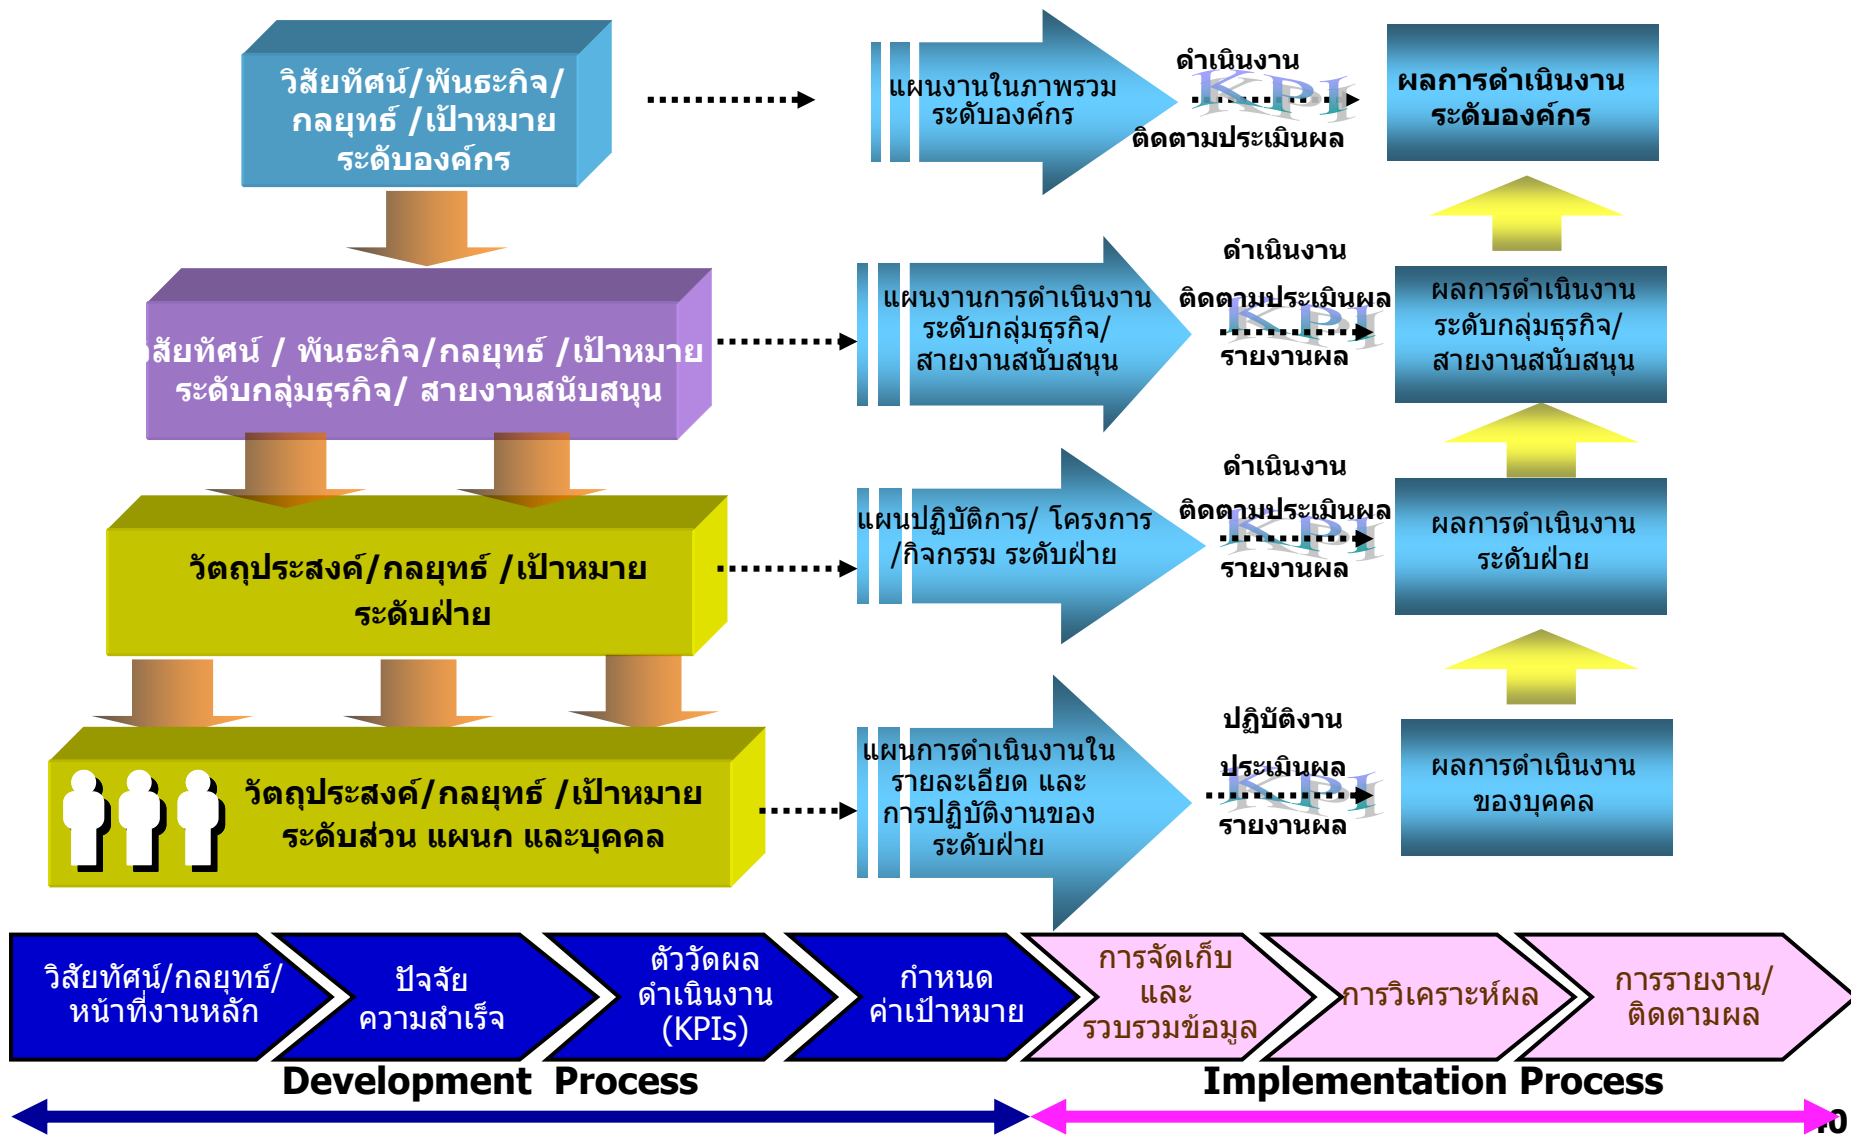 วิสัยทัศน์/พันธะกิจ/
กลยุทธ์ /เป้าหมาย
ระดับองค์กร
แผนงานในภาพรวม
ระดับองค์กร
ดำเนินงาน
KPI
ติดตามประเมินผล
ผลการดำเนินงาน
ระดับองค์กร
วิสัยทัศน์ / พันธะกิจ/กลยุทธ์ /เป้าหมาย
ระดับกลุ่มธุรกิจ/ สายงานสนับสนุน
แผนงานการดำเนินงาน
ระดับกลุ่มธุรกิจ/
สายงานสนับสนุน
ดำเนินงาน
ติดตามประเมินผล
KPI
รายงานผล
ผลการดำเนินงาน
ระดับกลุ่มธุรกิจ/
สายงานสนับสนุน
วัตถุประสงค์/กลยุทธ์ /เป้าหมาย
ระดับฝ่าย
แผนปฏิบัติการ/ โครงการ
/กิจกรรม ระดับฝ่าย
ดำเนินงาน
ติดตามประเมินผล
KPI
รายงานผล
ผลการดำเนินงาน
ระดับฝ่าย
วัตถุประสงค์/กลยุทธ์ /เป้าหมาย
ระดับส่วน แผนก และบุคคล
แผนการดำเนินงานใน
รายละเอียด และ
การปฏิบัติงานของ
ระดับฝ่าย
ปฏิบัติงาน
ประเมินผล
KPI
รายงานผล
ผลการดำเนินงาน
ของบุคคล
วิสัยทัศน์/กลยุทธ์/
หน้าที่งานหลัก
ปัจจัย
ความสำเร็จ
ตัววัดผล
ดำเนินงาน
(KPIs)
กำหนด
ค่าเป้าหมาย
การจัดเก็บ
และ
รวบรวมข้อมูล
การวิเคราะห์ผล
การรายงาน/
ติดตามผล
Development Process
Implementation Process
40